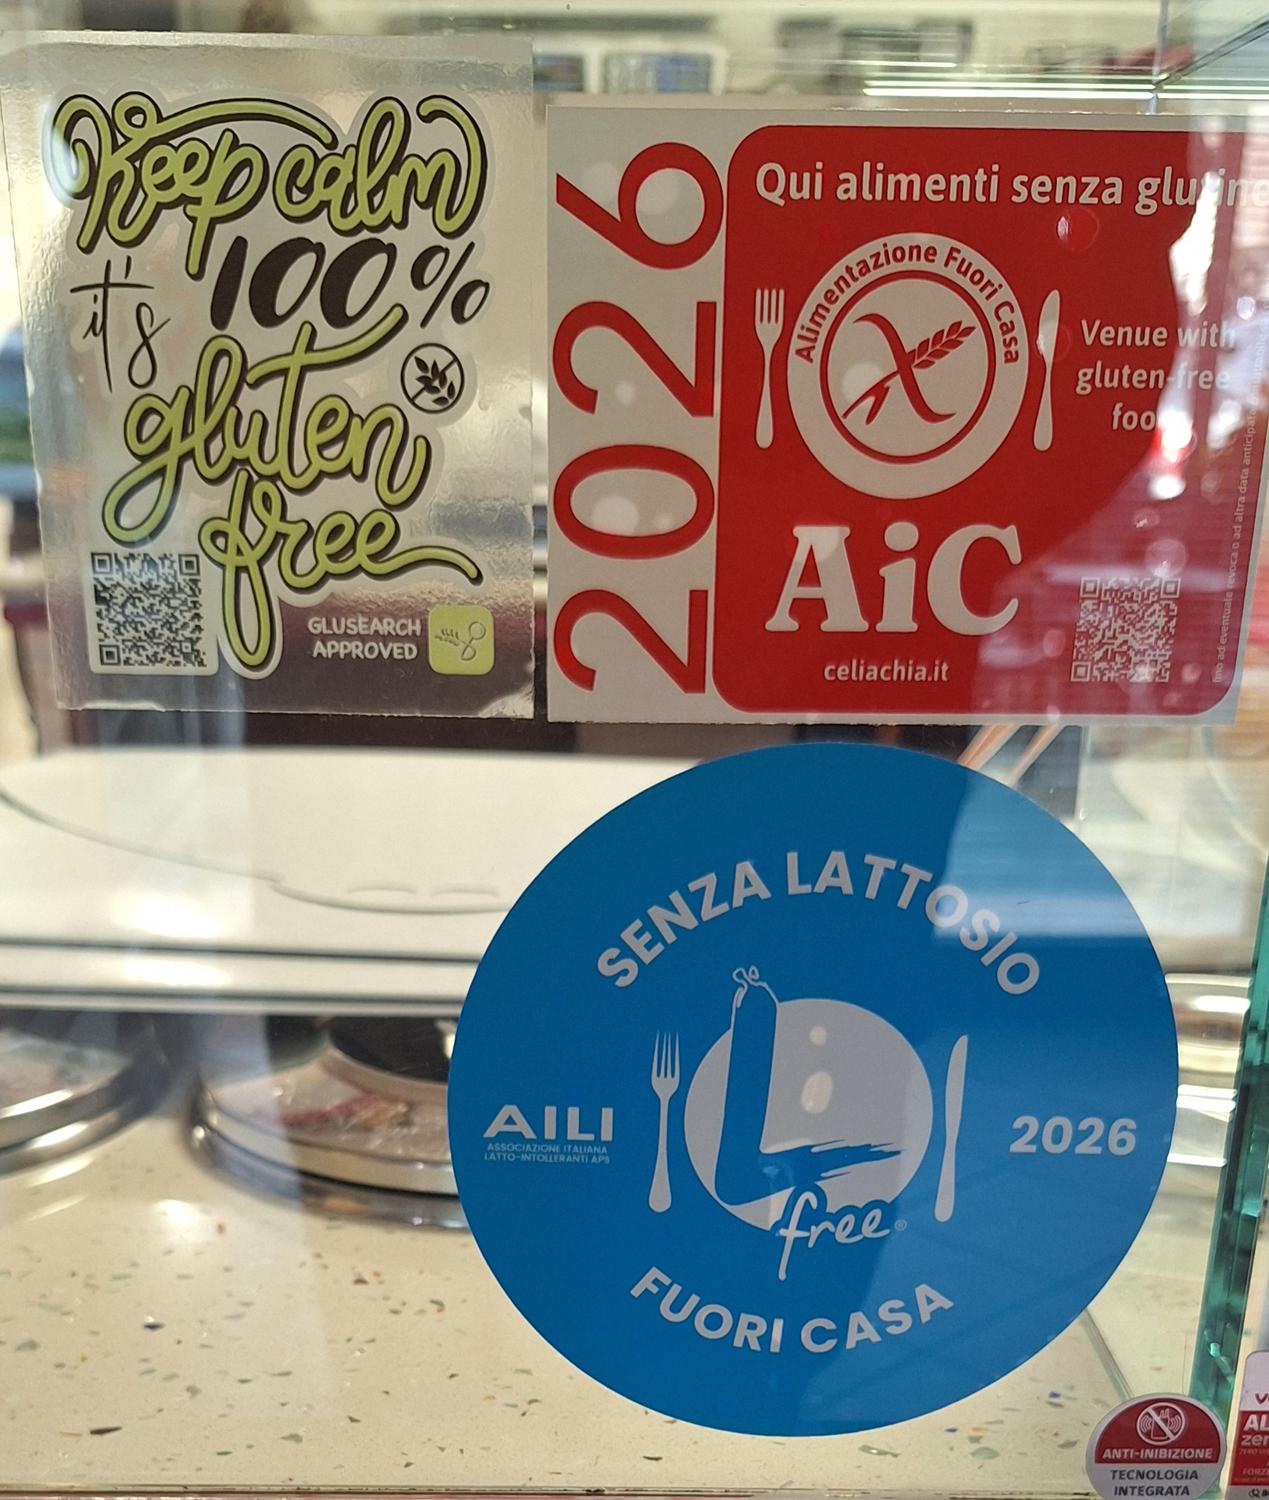 Keep calm
it's 100%
gluten
free
GLUSEARCH
APPROVED
2026
Qui alimenti senza glutine
Alimentazione Fuori Casa
Venue with
gluten-free
AiC
celiachia.it
SENZA LATTOSIO
AILI
ASSOCIAZIONE ITALIANA
LATTO-INTOLLERANTI APS
L
free®
2026
FUORI CASA
ANTI-INIBIZIONE
TECNOLOGIA
INTEGRATA